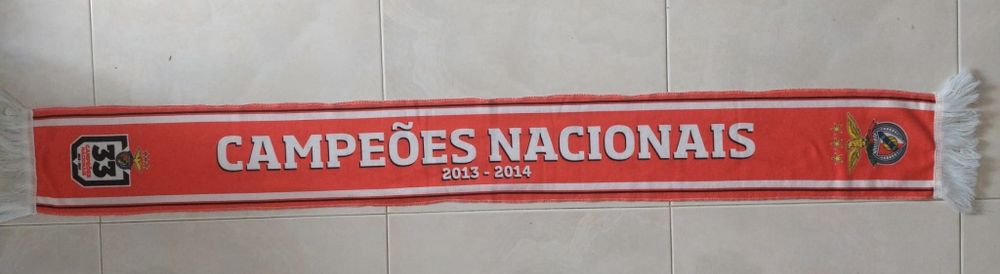 CAMPEÕES NACIONAIS
2013 - 2014
33